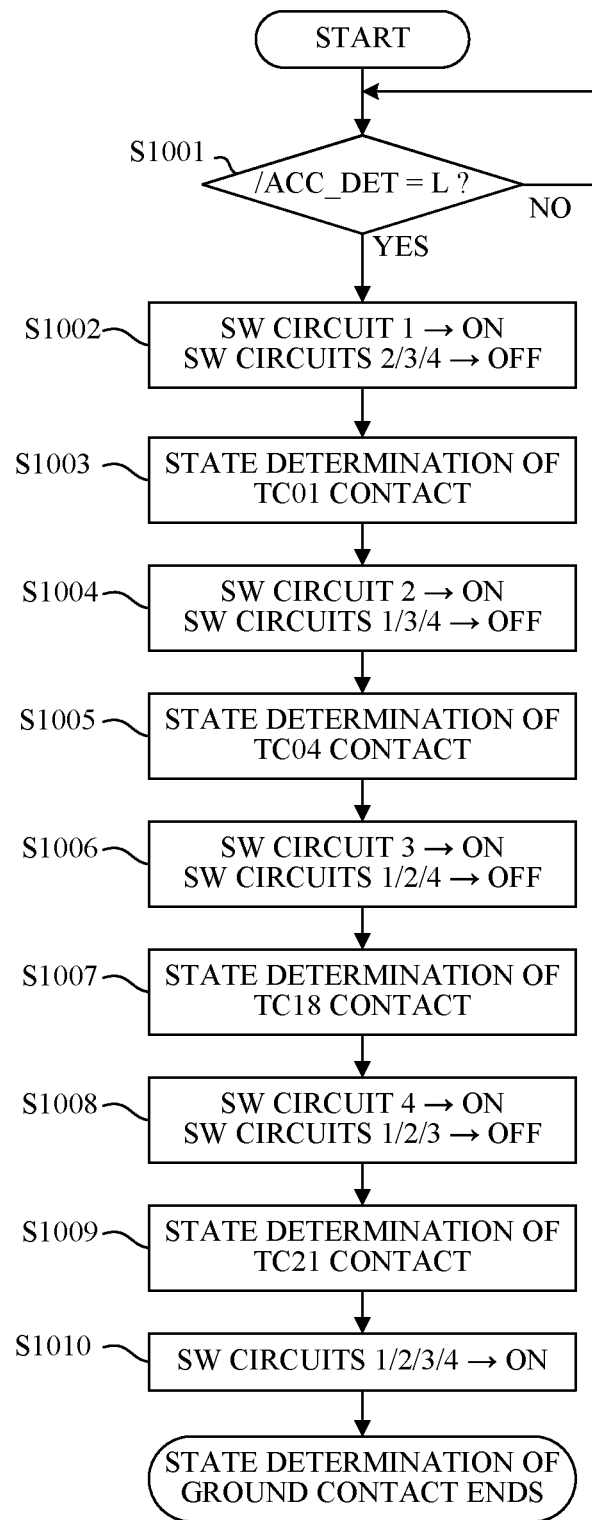 START
S1001
/ACC_DET = L ?
NO
YES
S1002
SW CIRCUIT 1 → ON
SW CIRCUITS 2/3/4 → OFF
S1003
STATE DETERMINATION OF
TC01 CONTACT
S1004
SW CIRCUIT 2 → ON
SW CIRCUITS 1/3/4 → OFF
S1005
STATE DETERMINATION OF
TC04 CONTACT
S1006
SW CIRCUIT 3 → ON
SW CIRCUITS 1/2/4 → OFF
S1007
STATE DETERMINATION OF
TC18 CONTACT
S1008
SW CIRCUIT 4 → ON
SW CIRCUITS 1/2/3 → OFF
S1009
STATE DETERMINATION OF
TC21 CONTACT
S1010
SW CIRCUITS 1/2/3/4 → ON
STATE DETERMINATION OF
GROUND CONTACT ENDS